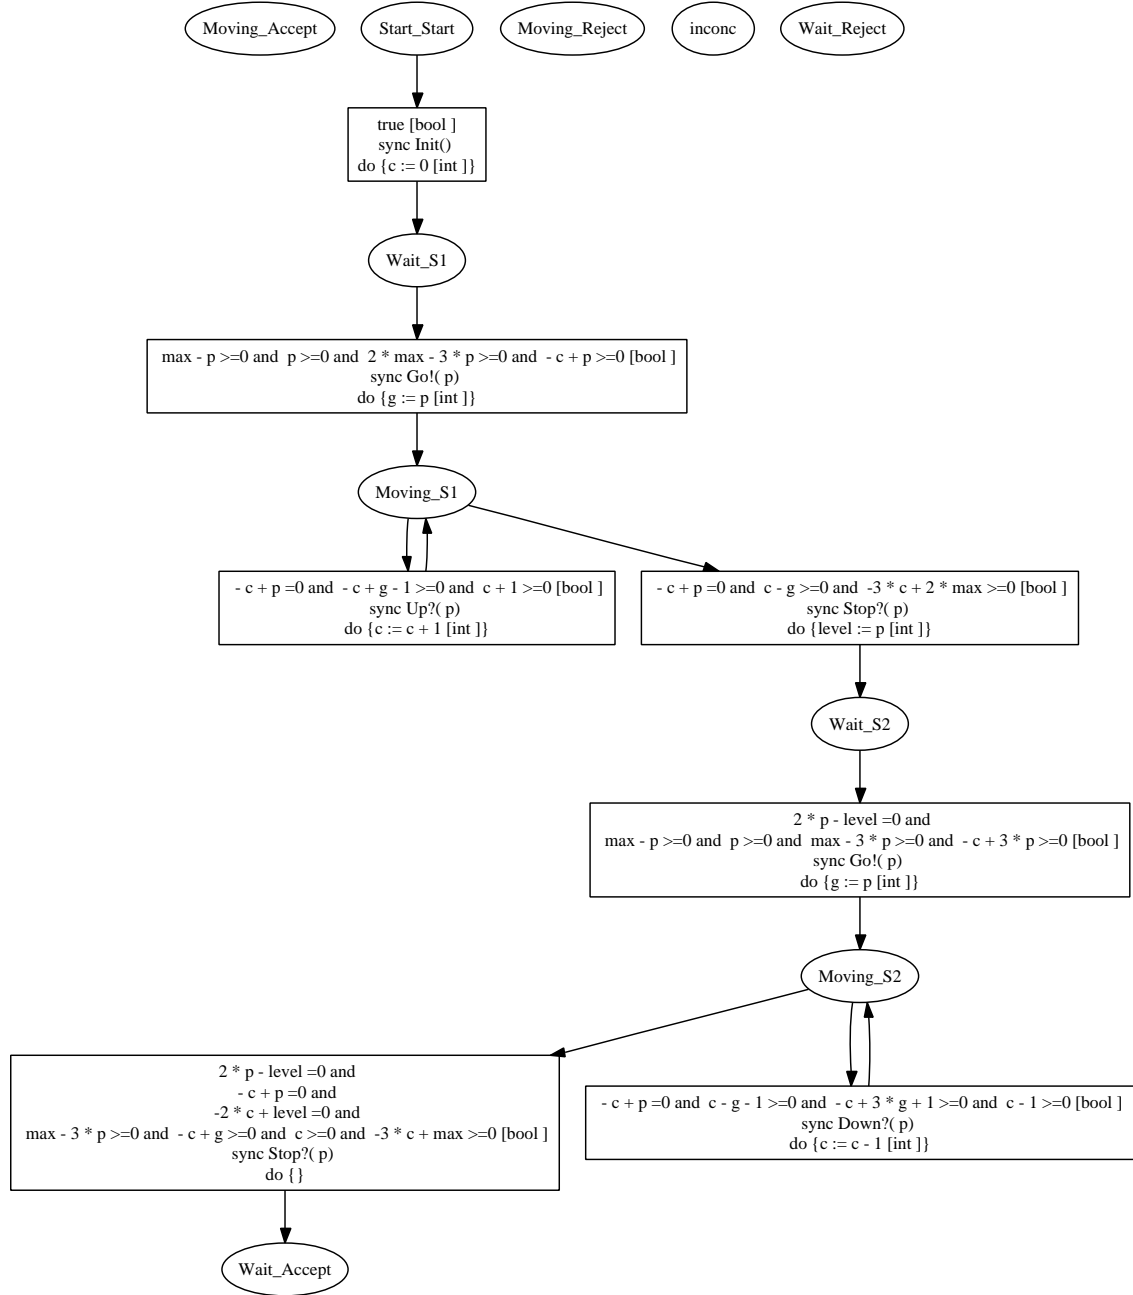 Moving_Accept
Start_Start
Moving_Reject
inconc
Wait_Reject
true [bool ]
sync Init()
do {c := 0 [int ]}
Wait_S1
max - p >=0 and p >=0 and 2 * max - 3 * p >=0 and - c + p >=0 [bool ]
sync Go!( p)
do {g := p [int ]}
Moving_S1
- c + p =0 and - c + g - 1 >=0 and c + 1 >=0 [bool ]
sync Up?( p)
do {c := c + 1 [int ]}
- c + p =0 and c - g >=0 and -3 * c + 2 * max >=0 [bool ]
sync Stop?( p)
do {level := p [int ]}
Wait_S2
2 * p - level =0 and
max - p >=0 and p >=0 and max - 3 * p >=0 and - c + 3 * p >=0 [bool ]
sync Go!( p)
do {g := p [int ]}
Moving_S2
2 * p - level =0 and
- c + p =0 and
-2 * c + level =0 and
max - 3 * p >=0 and - c + g >=0 and c >=0 and -3 * c + max >=0 [bool ]
sync Stop?( p)
do {}
- c + p =0 and c - g - 1 >=0 and - c + 3 * g + 1 >=0 and c - 1 >=0 [bool ]
sync Down?( p)
do {c := c - 1 [int ]}
Wait_Accept